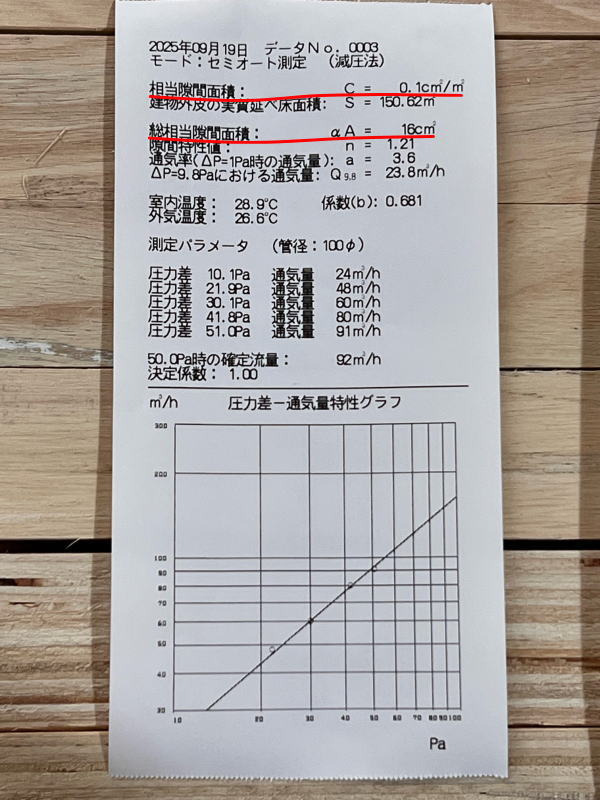 2025年09月19日 データNo. 0003
モード:セミオート測定 (減圧法)
相当隙間面積: C = 0.1c㎡/㎡
建物外皮の実質延べ床面積: S = 150.62㎡
総相当隙間面積: αA = 16c㎡
隙間特性値: n = 1.21
通気率(ΔP=1Pa時の通気量): a = 3.6
ΔP=9.8Paにおける通気量: Q9.8 = 23.8㎥/h
室内温度: 28.9℃ 係数(b): 0.681
外気温度: 26.6℃
測定パラメータ (管径:100φ)
圧力差 10.1Pa 通気量 24㎥/h
圧力差 21.9Pa 通気量 48㎥/h
圧力差 30.1Pa 通気量 60㎥/h
圧力差 41.8Pa 通気量 80㎥/h
圧力差 51.0Pa 通気量 91㎥/h
50.0Pa時の確定流量: 92㎥/h
決定係数: 1.00
㎥/h 圧力差-通気量特性グラフ
300
200
100
90
80
70
60
50
40
30
10 20 30 40 50 60 70 80 90 100
Pa